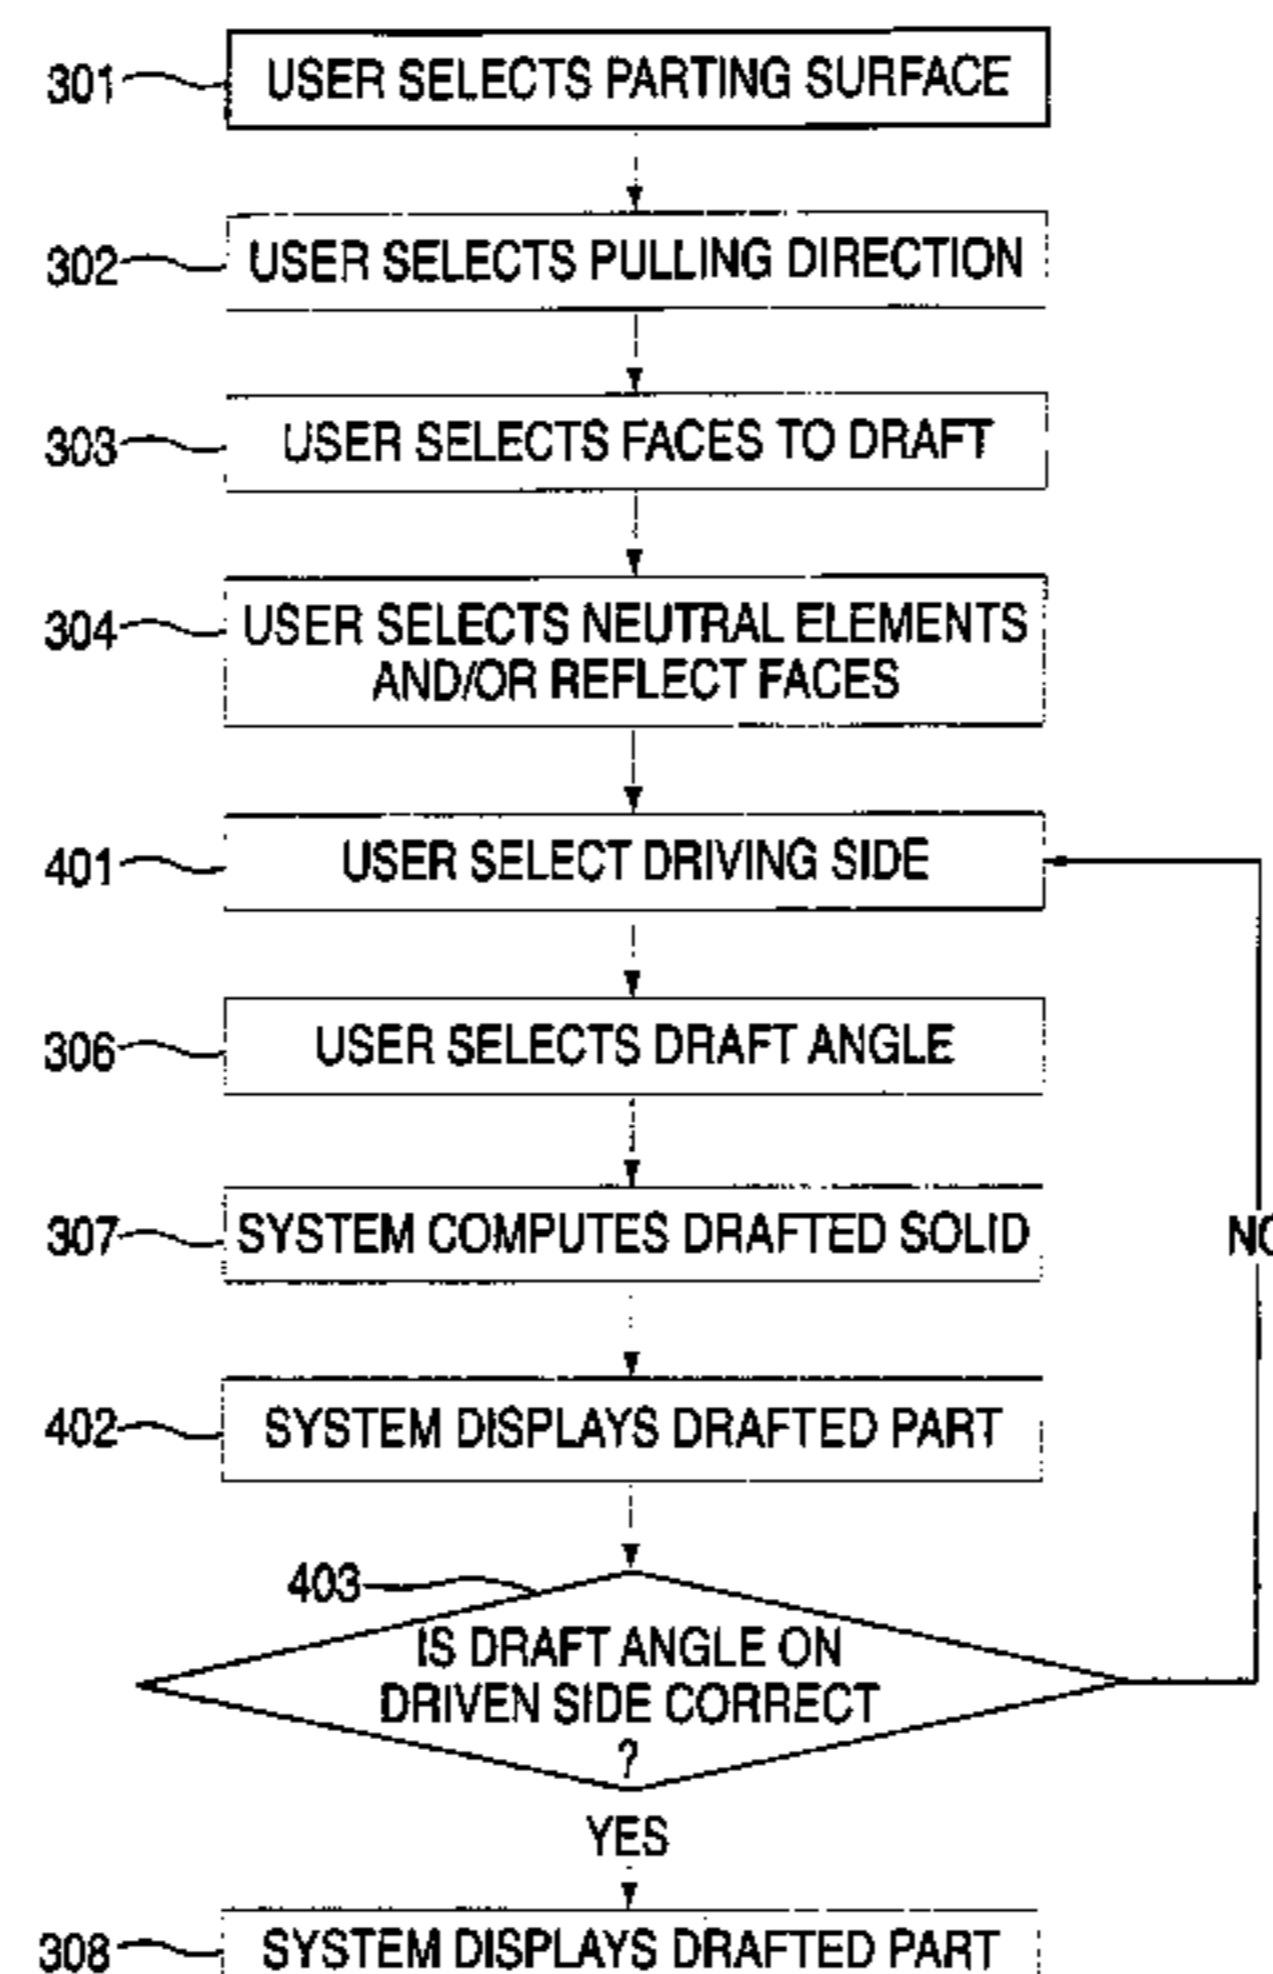 301 USER SELECTS PARTING SURFACE
302 USER SELECTS PULLING DIRECTION
303 USER SELECTS FACES TO DRAFT
304 USER SELECTS NEUTRAL ELEMENTS
AND/OR REFLECT FACES
401 USER SELECT DRIVING SIDE
306 USER SELECTS DRAFT ANGLE
307 SYSTEM COMPUTES DRAFTED SOLID
NO
402 SYSTEM DISPLAYS DRAFTED PART
403
IS DRAFT ANGLE ON
DRIVEN SIDE CORRECT
?
YES
308 SYSTEM DISPLAYS DRAFTED PART